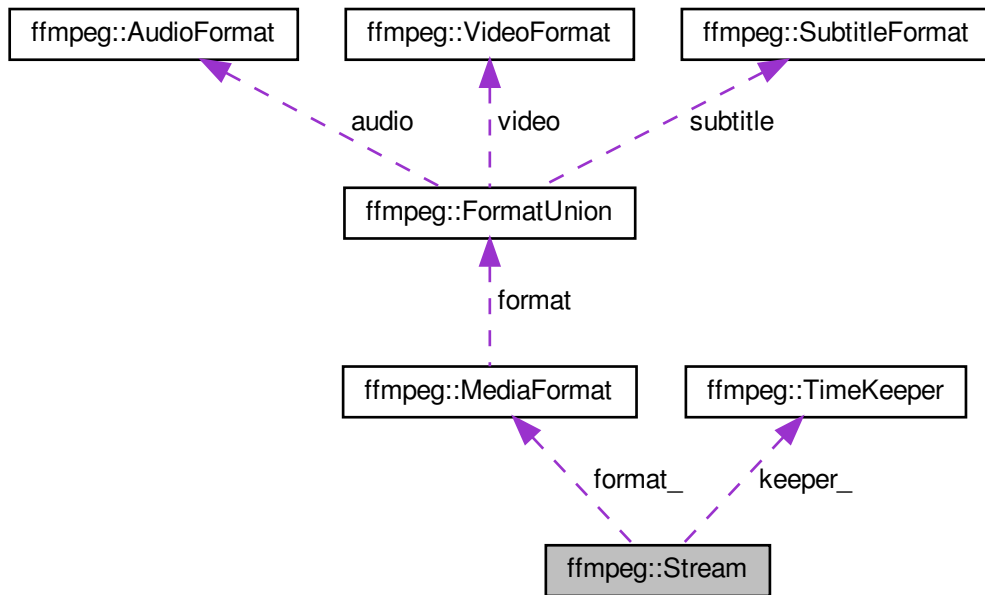 ffmpeg::AudioFormat
ffmpeg::VideoFormat
ffmpeg::SubtitleFormat
audio
video
subtitle
ffmpeg::FormatUnion
format
ffmpeg::MediaFormat
ffmpeg::TimeKeeper
format_
keeper_
ffmpeg::Stream